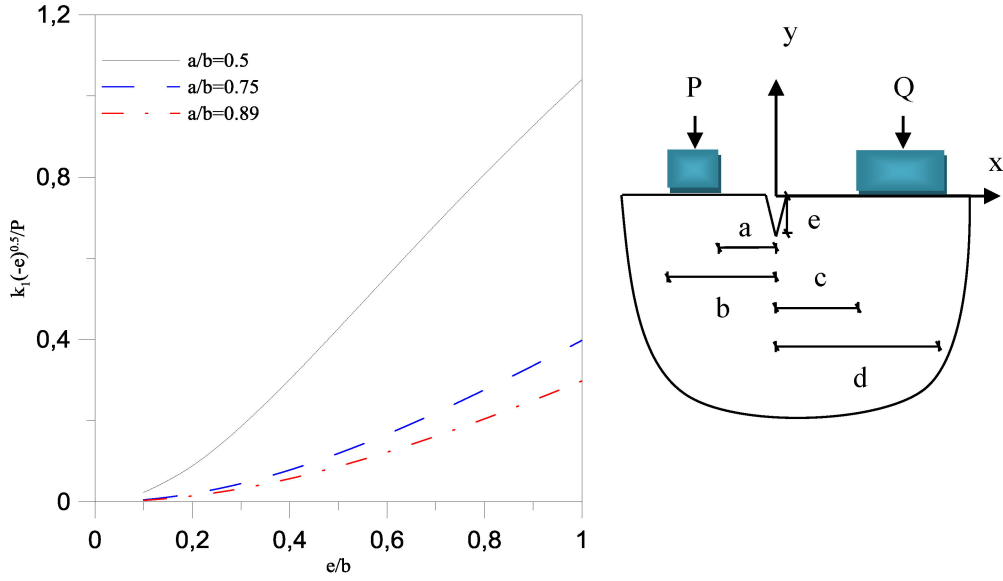 1,2
0,8
0,4
0
k₁(-e)⁰·⁵/P
a/b=0.5
a/b=0.75
a/b=0.89
0
0,2
0,4
0,6
0,8
1
e/b
y
P
Q
x
e
a
c
b
d